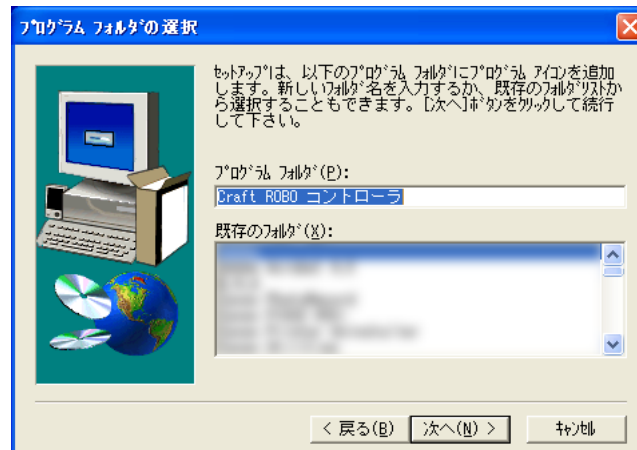 ﾌﾟﾛｸﾞﾗﾑ ﾌｫﾙﾀﾞの選択
ｾｯﾄｱｯﾌﾟは、以下のﾌﾟﾛｸﾞﾗﾑ ﾌｫﾙﾀﾞにﾌﾟﾛｸﾞﾗﾑ ｱｲｺﾝを追加
します。新しいﾌｫﾙﾀﾞ名を入力するか、既存のﾌｫﾙﾀﾞﾘｽﾄか
ら選択することもできます。[次へ]ﾎﾞﾀﾝをｸﾘｯｸして続行
して下さい。
ﾌﾟﾛｸﾞﾗﾑ ﾌｫﾙﾀﾞ(P):
Craft ROBO コントローラ
既存のﾌｫﾙﾀﾞ(X):
< 戻る(B) 次へ(N) > ｷｬﾝｾﾙ